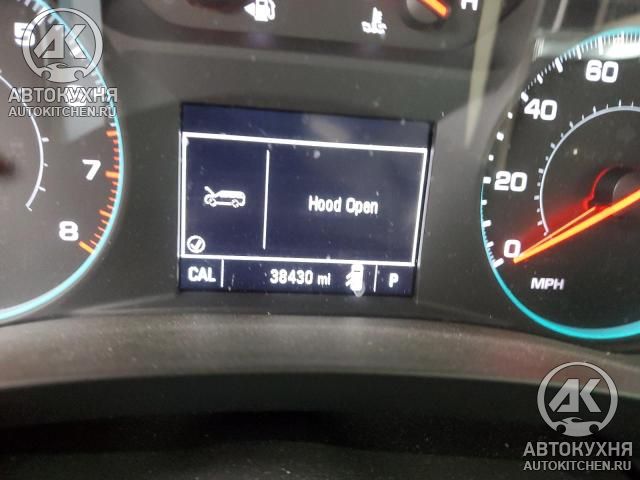 5
H
АК
АВТОКУХНЯ
AUTOKITCHEN.RU
7
8
60
40
20
0
MPH
Hood Open
CAL 38430 mi P
АК
АВТОКУХНЯ
AUTOKITCHEN.RU